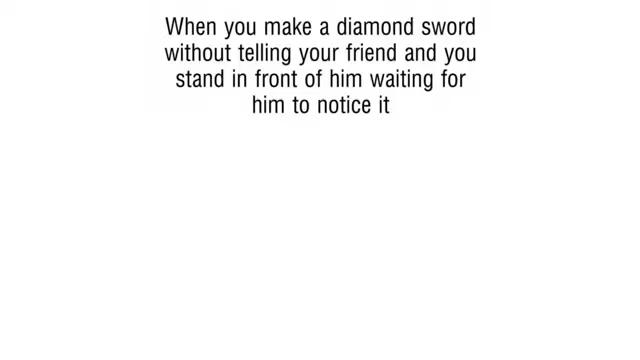 When you make a diamond sword
without telling your friend and you
stand in front of him waiting for
him to notice it